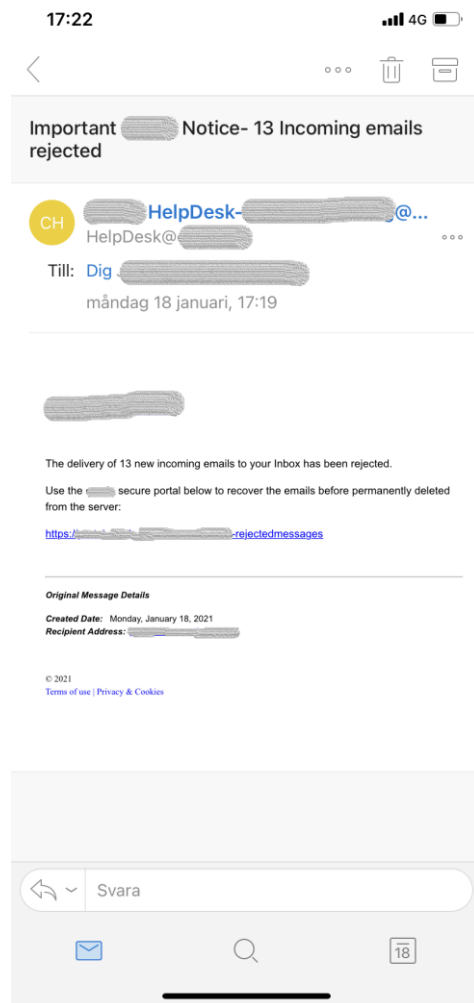 17:22
4G
Important Notice- 13 Incoming emails
rejected
CH
HelpDesk- @...
HelpDesk@
Till: Dig
måndag 18 januari, 17:19
The delivery of 13 new incoming emails to your Inbox has been rejected.
Use the secure portal below to recover the emails before permanently deleted
from the server:
https:/ -rejectedmessages
Original Message Details
Created Date: Monday, January 18, 2021
Recipient Address:
© 2021
Terms of use | Privacy & Cookies
Svara
18